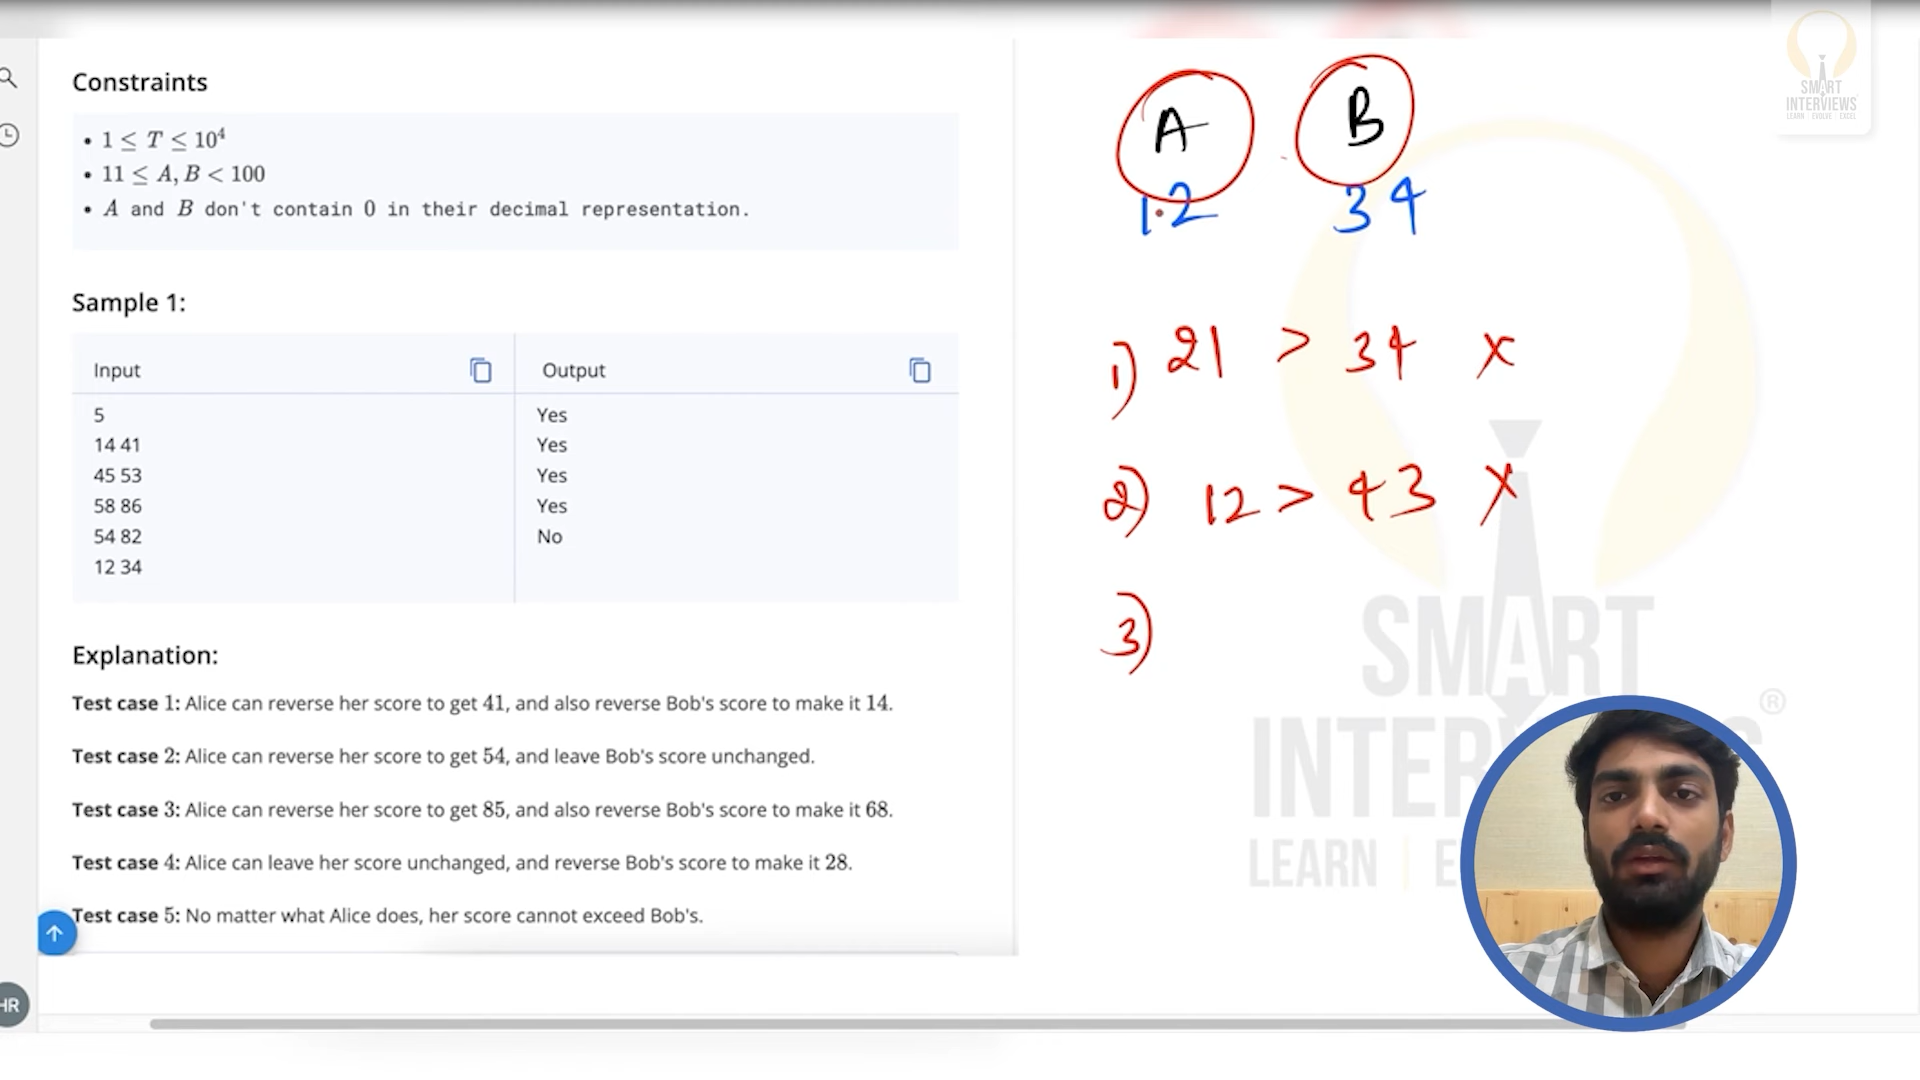 Constraints
• 1 ≤ T ≤ 10⁴
• 11 ≤ A, B < 100
• A and B don't contain 0 in their decimal representation.
Sample 1:
Input
Output
5
14 41
45 53
58 86
54 82
12 34
Yes
Yes
Yes
Yes
No
Explanation:
Test case 1: Alice can reverse her score to get 41, and also reverse Bob's score to make it 14.
Test case 2: Alice can reverse her score to get 54, and leave Bob's score unchanged.
Test case 3: Alice can reverse her score to get 85, and also reverse Bob's score to make it 68.
Test case 4: Alice can leave her score unchanged, and reverse Bob's score to make it 28.
Test case 5: No matter what Alice does, her score cannot exceed Bob's.
HR
A B
12 34
1) 21 > 34 x
2) 12 > 43 x
3)
SMART
INTERVIEWS
LEARN | EVOLVE | EXCEL
SMART
INTER S ®
LEARN | E